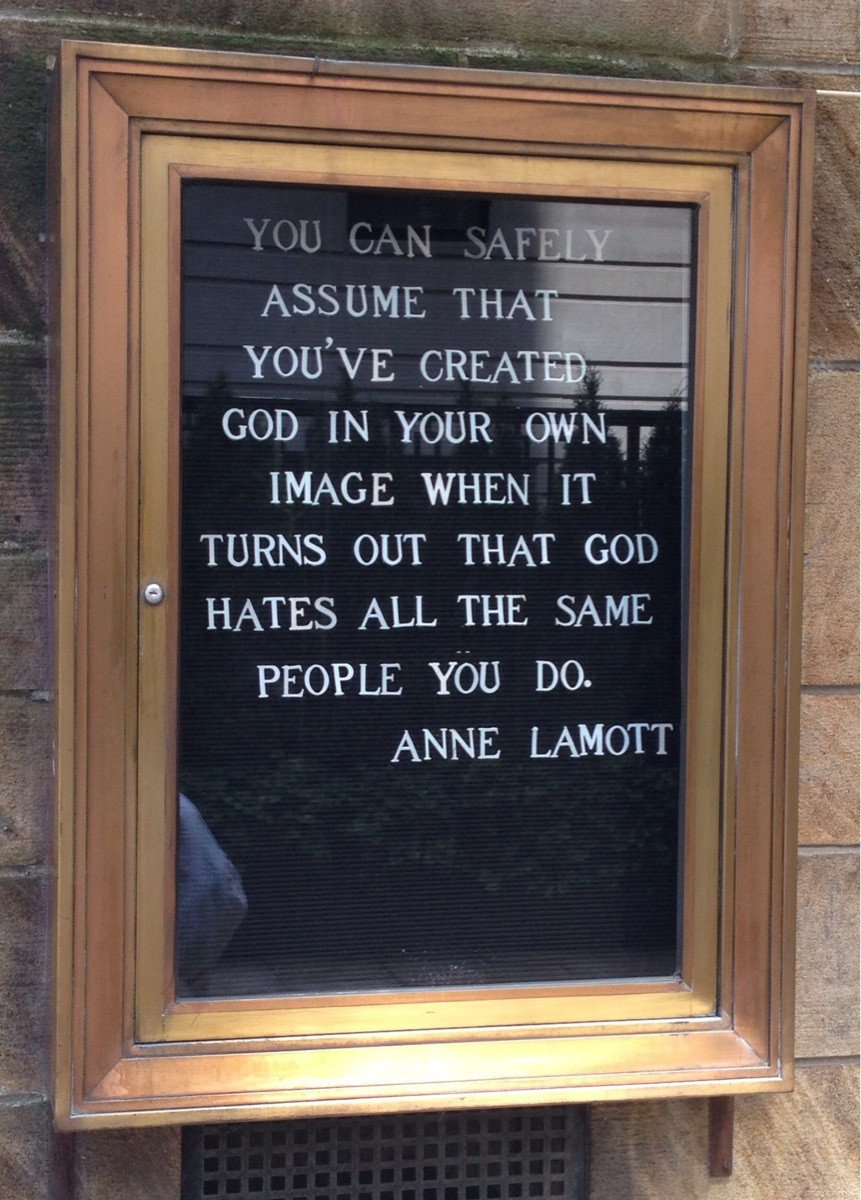 YOU CAN SAFELY
ASSUME THAT
YOU'VE CREATED
GOD IN YOUR OWN
IMAGE WHEN IT
TURNS OUT THAT GOD
HATES ALL THE SAME
PEOPLE YOU DO.
ANNE LAMOTT